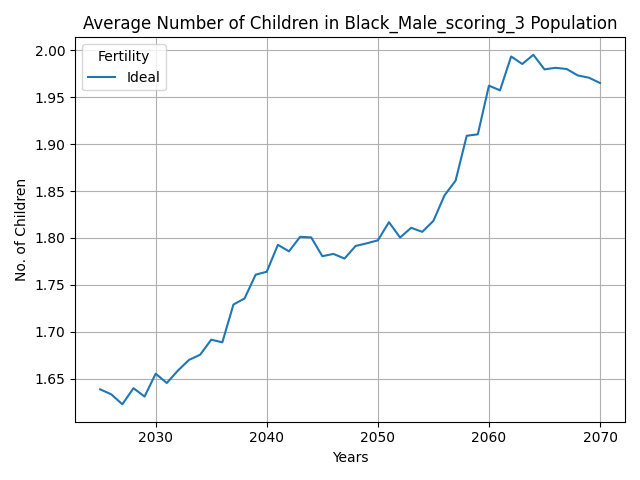 Average Number of Children in Black_Male_scoring_3 Population
Fertility
Ideal
2.00
1.95
1.90
1.85
1.80
1.75
1.70
1.65
No. of Children
2030 2040 2050 2060 2070
Years